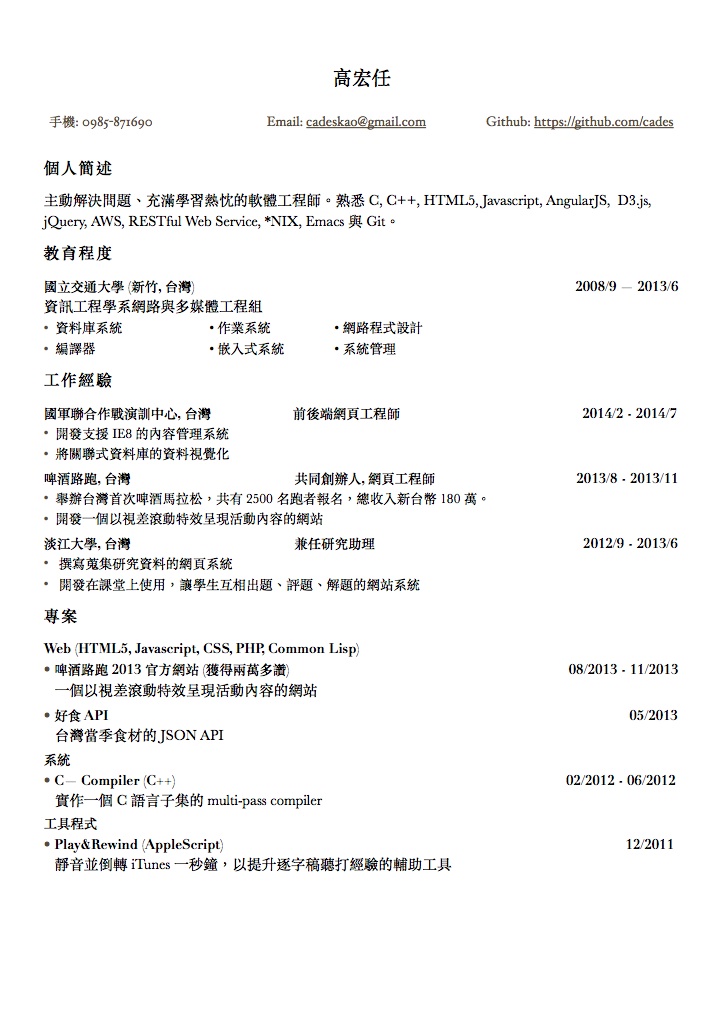 高宏任
手機: 0985-871690 Email: cadeskao@gmail.com Github: https://github.com/cades
個人簡述
主動解決問題、充滿學習熱忱的軟體工程師。熟悉 C, C++, HTML5, Javascript, AngularJS, D3.js,
jQuery, AWS, RESTful Web Service, *NIX, Emacs 與 Git。
教育程度
國立交通大學 (新竹, 台灣) 2008/9 — 2013/6
資訊工程學系網路與多媒體工程組
• 資料庫系統 • 作業系統 • 網路程式設計
• 編譯器 • 嵌入式系統 • 系統管理
工作經驗
國軍聯合作戰演訓中心, 台灣 前後端網頁工程師 2014/2 - 2014/7
• 開發支援 IE8 的內容管理系統
• 將關聯式資料庫的資料視覺化
啤酒路跑, 台灣 共同創辦人, 網頁工程師 2013/8 - 2013/11
• 舉辦台灣首次啤酒馬拉松，共有 2500 名跑者報名，總收入新台幣 180 萬。
• 開發一個以視差滾動特效呈現活動內容的網站
淡江大學, 台灣 兼任研究助理 2012/9 - 2013/6
• 撰寫蒐集研究資料的網頁系統
• 開發在課堂上使用，讓學生互相出題、評題、解題的網站系統
專案
Web (HTML5, Javascript, CSS, PHP, Common Lisp)
• 啤酒路跑 2013 官方網站 (獲得兩萬多讚) 08/2013 - 11/2013
一個以視差滾動特效呈現活動內容的網站
• 好食 API 05/2013
台灣當季食材的 JSON API
系統
• C— Compiler (C++) 02/2012 - 06/2012
實作一個 C 語言子集的 multi-pass compiler
工具程式
• Play&Rewind (AppleScript) 12/2011
靜音並倒轉 iTunes 一秒鐘，以提升逐字稿聽打經驗的輔助工具